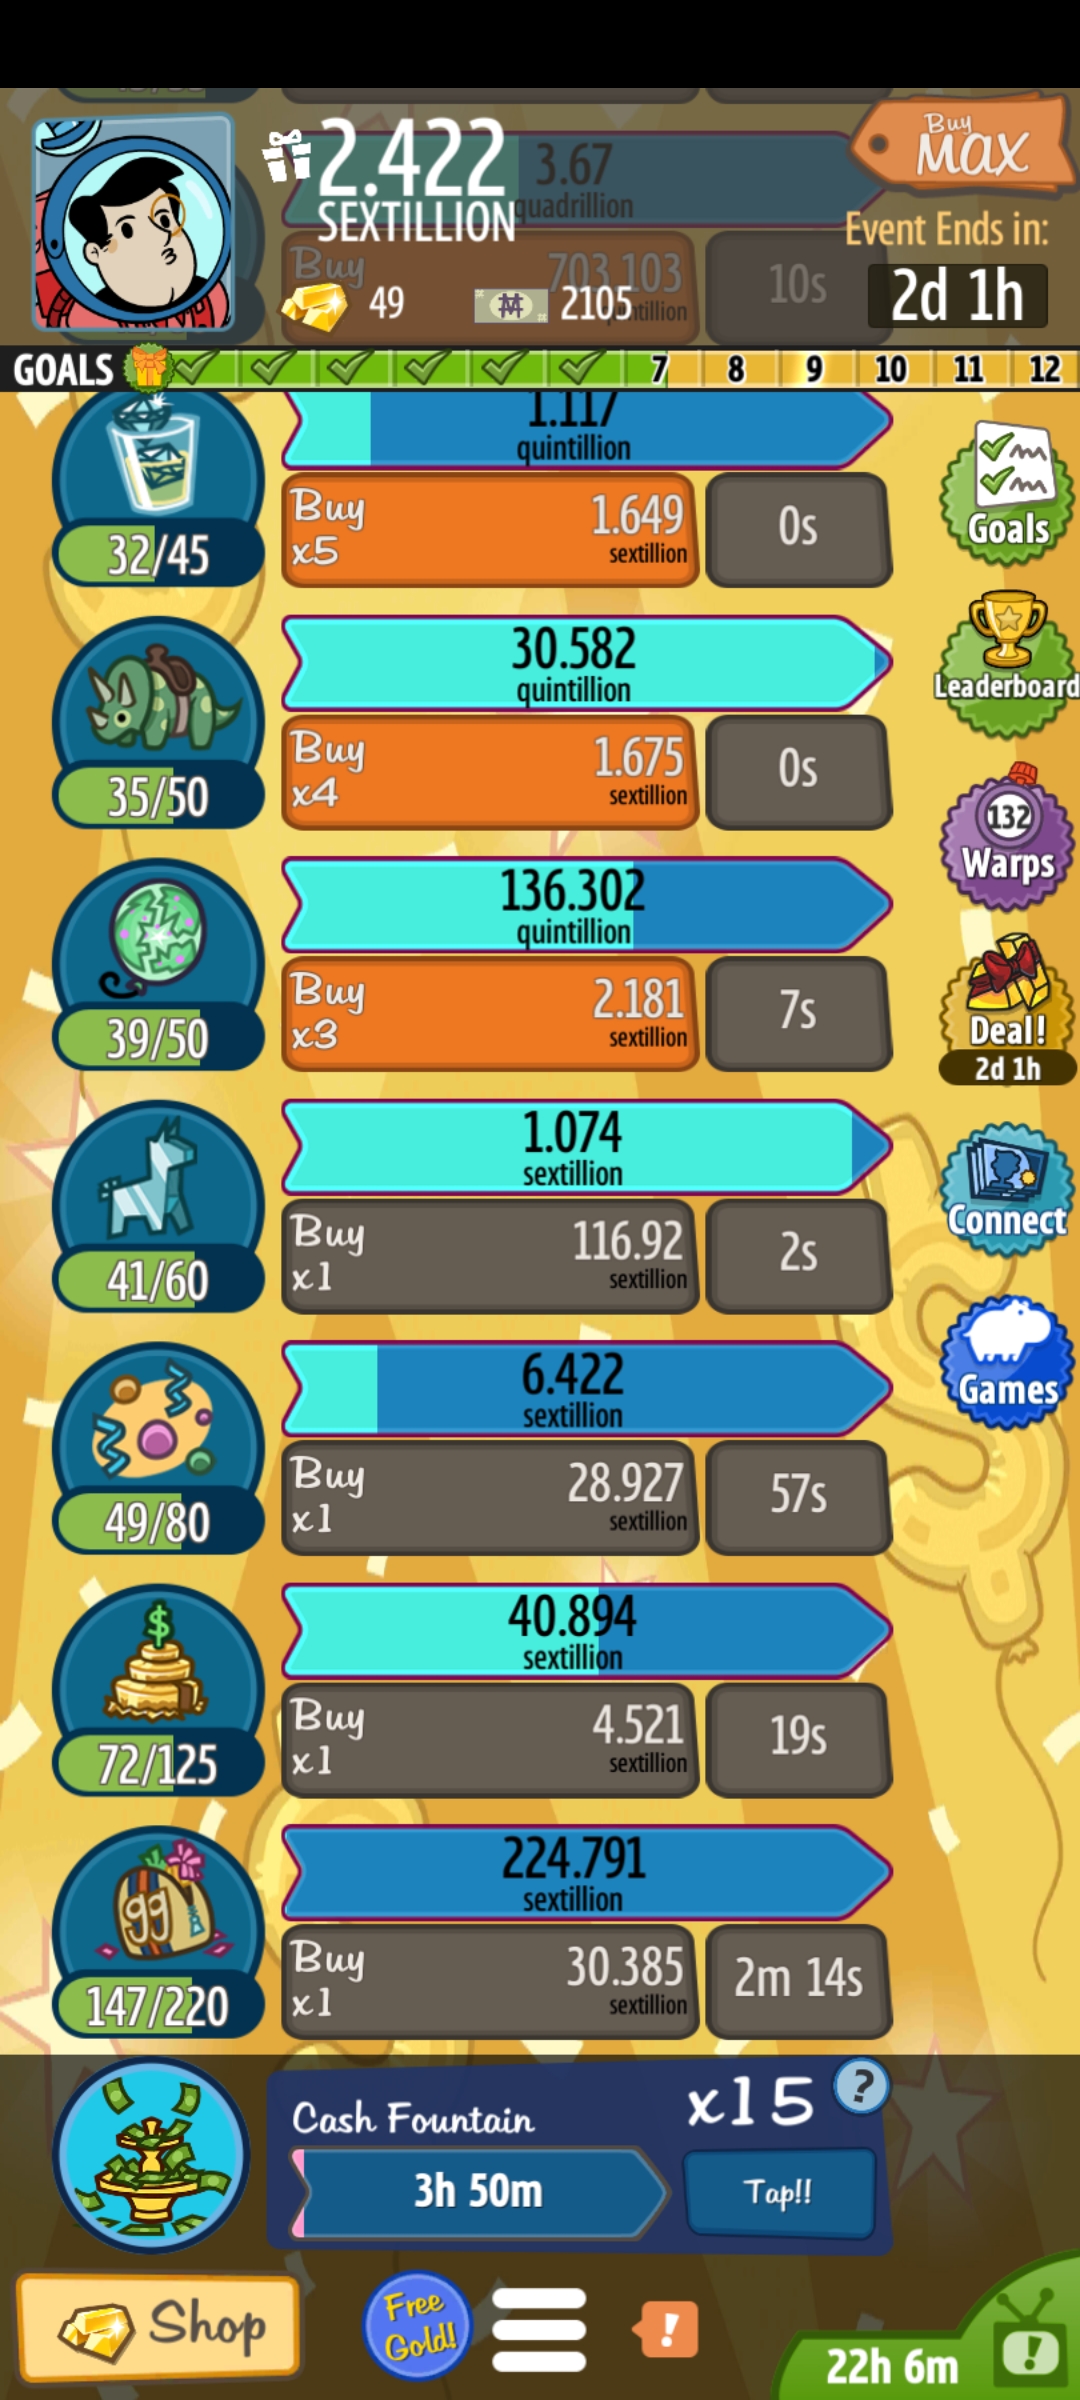 2.422
SEXTILLION
3.67
quadrillion
Buy
MAX
Event Ends in:
2d 1h
Buy
703.103
10s
49
2105
GOALS
7
8
9
10
11
12
1.117
quintillion
Buy
x5
1.649
sextillion
0s
32/45
Goals
30.582
quintillion
Leaderboard
Buy
x4
1.675
sextillion
0s
35/50
132
Warps
136.302
quintillion
Buy
x3
2.181
sextillion
7s
39/50
Deal!
2d 1h
1.074
sextillion
Buy
x1
116.92
sextillion
2s
41/60
Connect
6.422
sextillion
Games
Buy
x1
28.927
sextillion
57s
49/80
$
40.894
sextillion
Buy
x1
4.521
sextillion
19s
72/125
224.791
sextillion
gg
Buy
x1
30.385
sextillion
2m 14s
147/220
Cash Fountain
x15
?
3h 50m
Tap!!
Shop
Free
Gold!
!
22h 6m
!